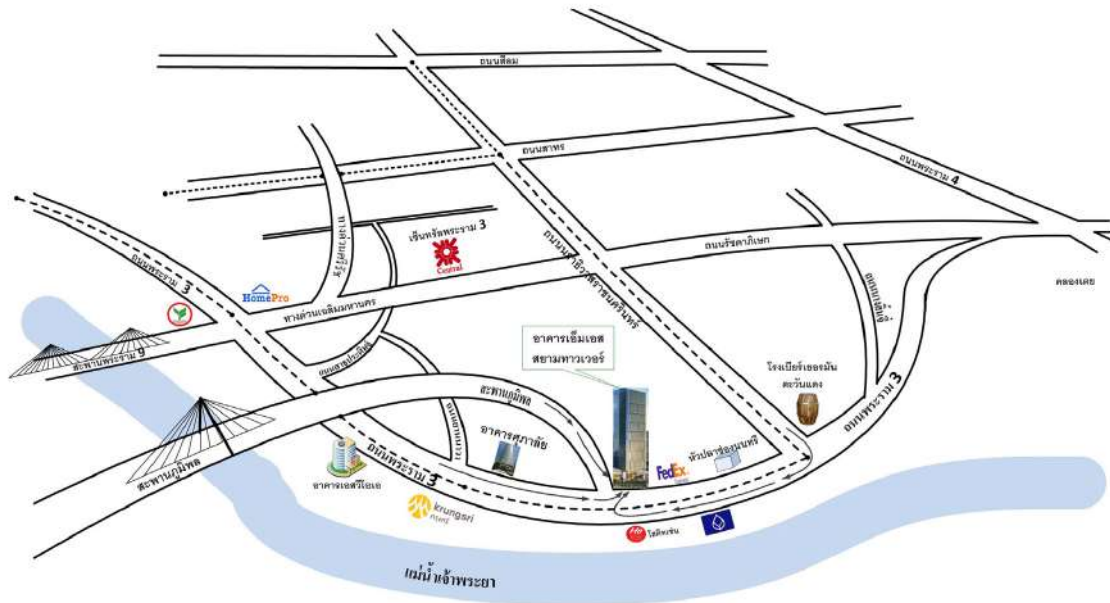 ถนนสีลม
ถนนสาทร
ถนนพระราม 4
เซ็นทรัลพระราม 3
Central
ทางด่วนศรีรัช
ถนนรัชดาภิเษก
ถนนนราธิวาสราชนครินทร์
คลองเตย
ถนนพระราม 3
HomePro
ทางด่วนเฉลิมมหานคร
สะพานพระราม 9
อาคารเอ็มเอส
สยามทาวเวอร์
โรงเบียร์เยอรมัน
ตะวันแดง
ถนนพระราม 3
สะพานภูมิพล
อาคารศุภาลัย
FedEx
หัวปลาช่องนนทรี
สะพานภูมิพล
อาคารเอสวีโอเอ
ถนนพระราม 3
krungsri
กรุงศรี
แม่น้ำเจ้าพระยา